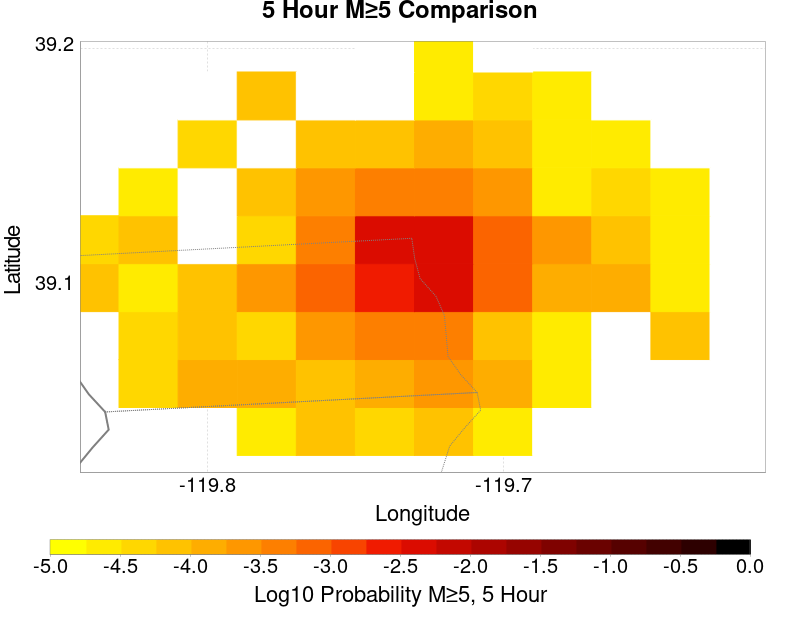 5 Hour M≥5 Comparison
39.2
39.1
Latitude
-119.8 -119.7
Longitude
-5.0 -4.5 -4.0 -3.5 -3.0 -2.5 -2.0 -1.5 -1.0 -0.5 0.0
Log10 Probability M≥5, 5 Hour